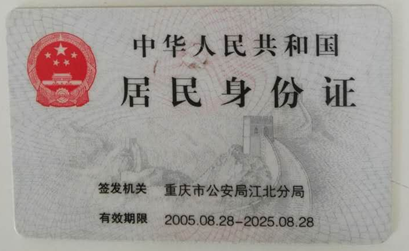 中华人民共和国
居民身份证
签发机关 重庆市公安局江北分局
有效期限 2005.08.28-2025.08.28